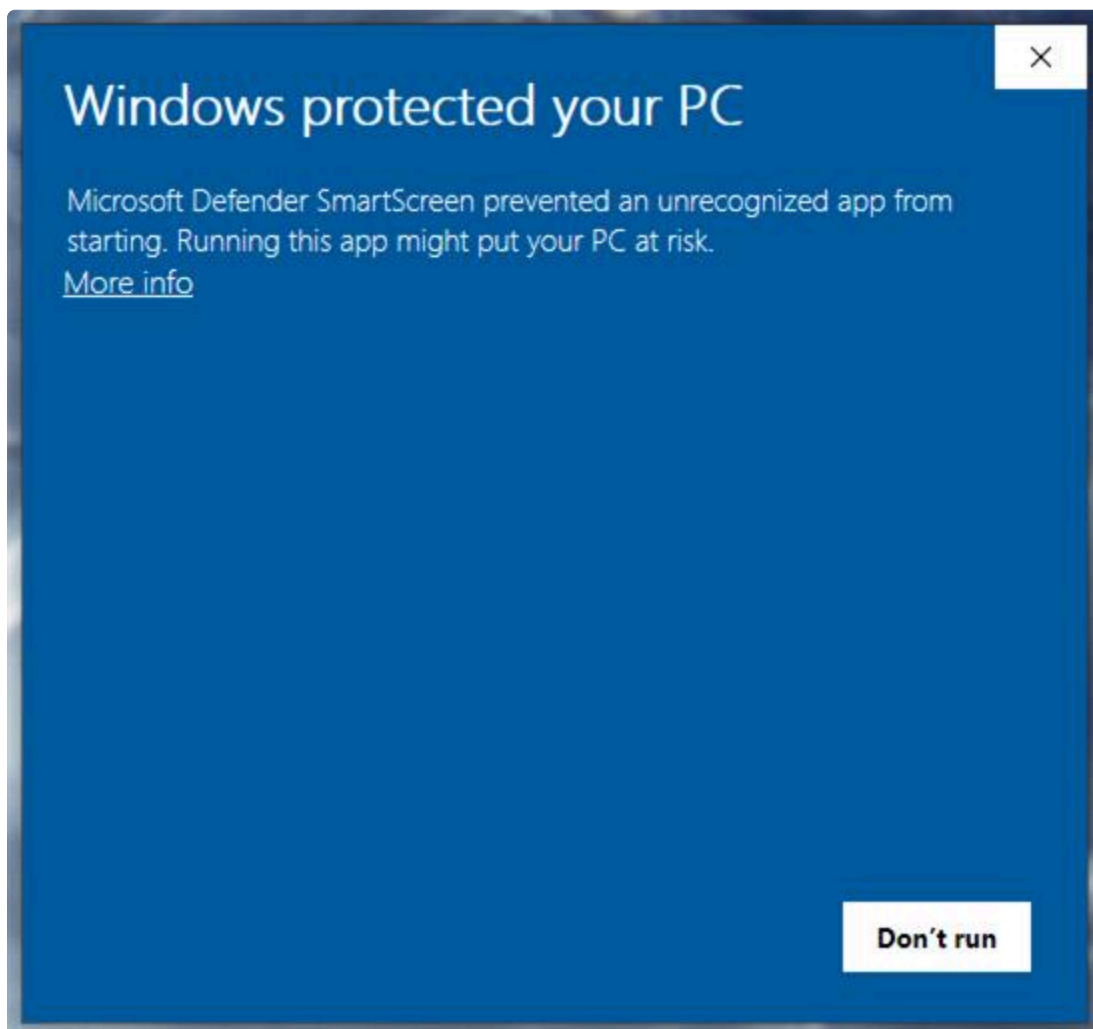 Windows protected your PC
Microsoft Defender SmartScreen prevented an unrecognized app from
starting. Running this app might put your PC at risk.
More info
Don’t run